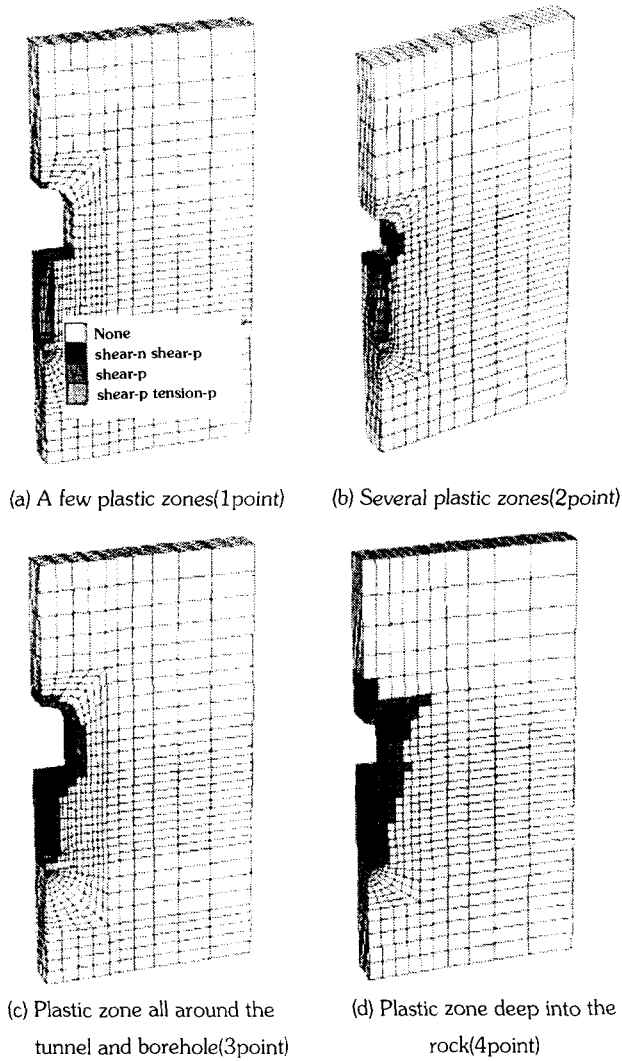 None
shear-n shear-p
shear-p
shear-p tension-p
(a) A few plastic zones(1point)
(b) Several plastic zones(2point)
(c) Plastic zone all around the
tunnel and borehole(3point)
(d) Plastic zone deep into the
rock(4point)